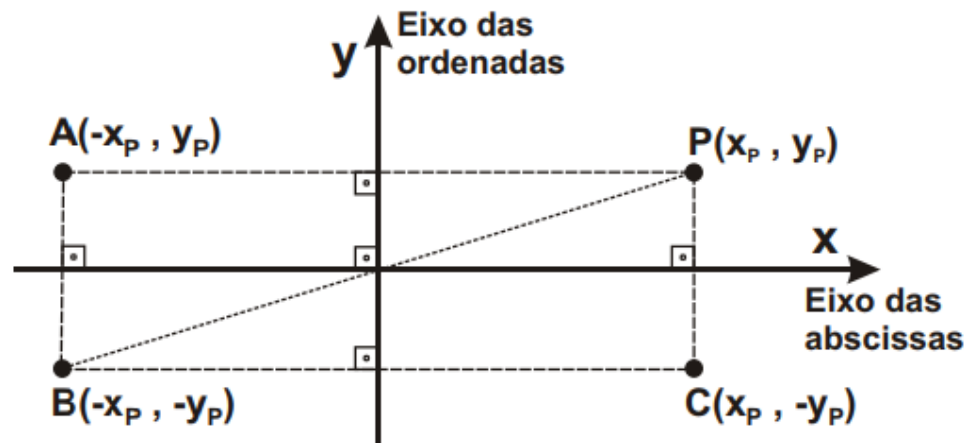 Eixo das
ordenadas
y
A(-xₚ , yₚ)
P(xₚ , yₚ)
x
Eixo das
abscissas
B(-xₚ , -yₚ)
C(xₚ , -yₚ)